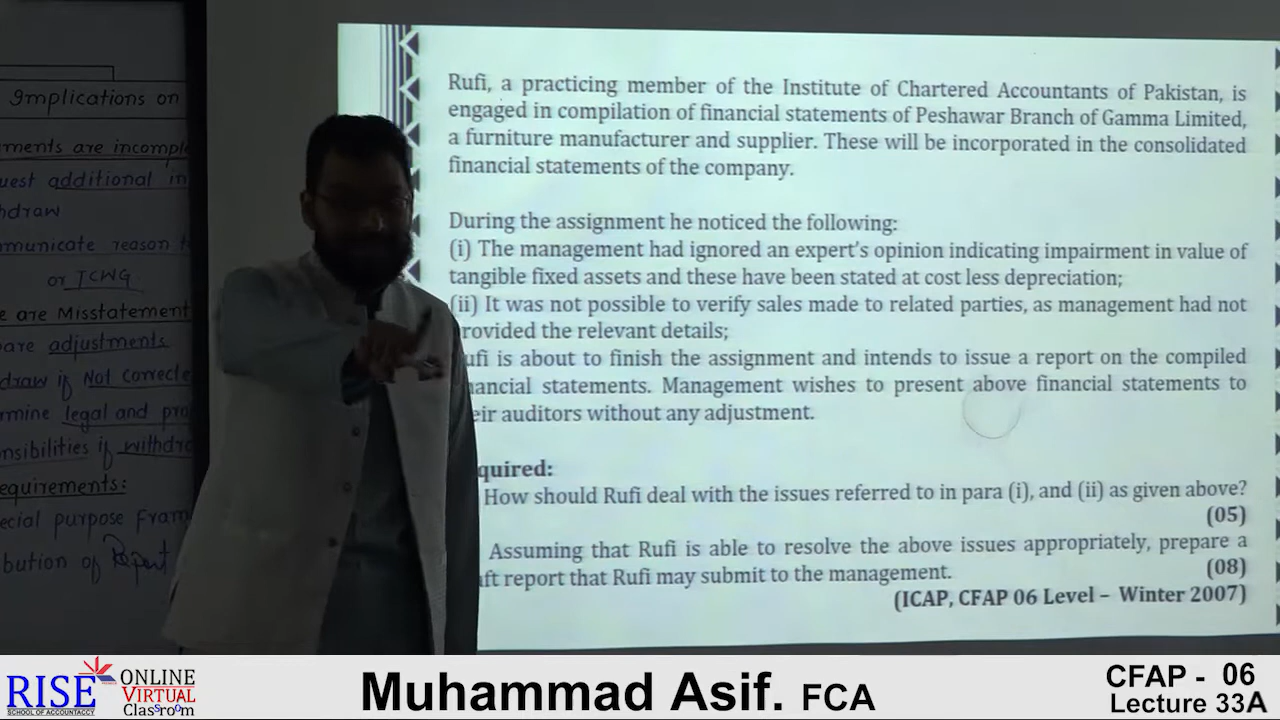 Implications on
ments are incomple
uest additional in
hdraw
mmunicate reason t
or TCWG
e are Misstatement
pare adjustments
draw if Not Correcte
rmine legal and pro
onsibilities if withdra
equirements:
ecial purpose Fram
bution of Report
Rufi, a practicing member of the Institute of Chartered Accountants of Pakistan, is
engaged in compilation of financial statements of Peshawar Branch of Gamma Limited,
a furniture manufacturer and supplier. These will be incorporated in the consolidated
financial statements of the company.
During the assignment he noticed the following:
(i) The management had ignored an expert's opinion indicating impairment in value of
tangible fixed assets and these have been stated at cost less depreciation;
(ii) It was not possible to verify sales made to related parties, as management had not
rovided the relevant details;
ufi is about to finish the assignment and intends to issue a report on the compiled
nancial statements. Management wishes to present above financial statements to
eir auditors without any adjustment.
quired:
How should Rufi deal with the issues referred to in para (i), and (ii) as given above?
(05)
Assuming that Rufi is able to resolve the above issues appropriately, prepare a
aft report that Rufi may submit to the management. (08)
(ICAP, CFAP 06 Level – Winter 2007)
RISE
SCHOOL OF ACCOUNTANCY
ONLINE
VIRTUAL
Classroom
Muhammad Asif. FCA
CFAP - 06
Lecture 33A